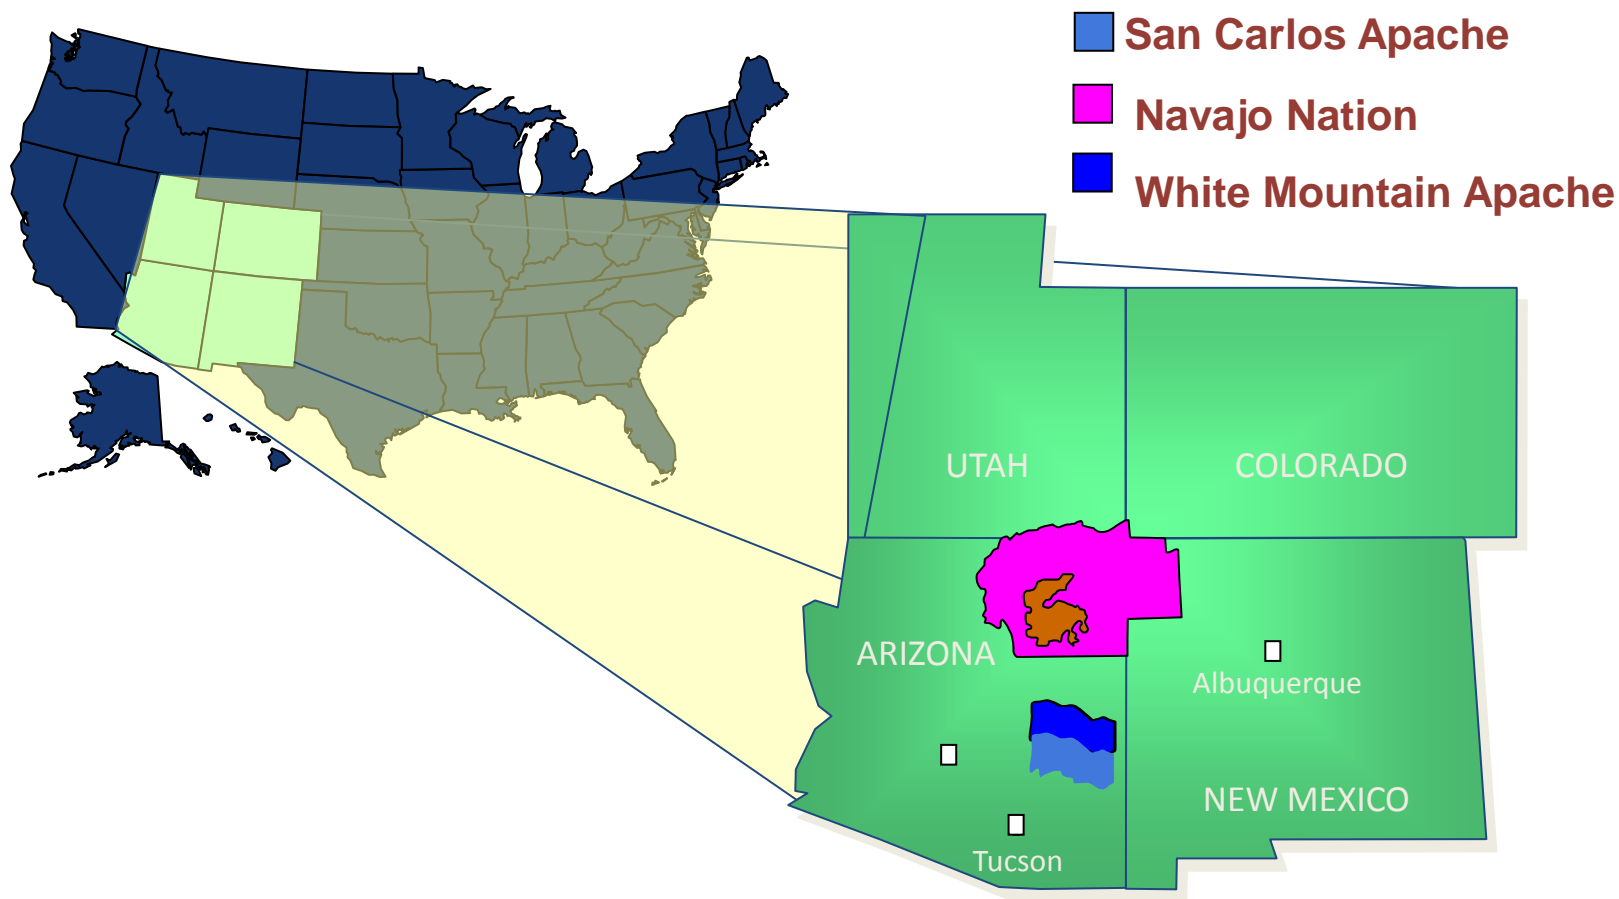 San Carlos Apache
Navajo Nation
White Mountain Apache
UTAH
COLORADO
ARIZONA
Albuquerque
NEW MEXICO
Tucson